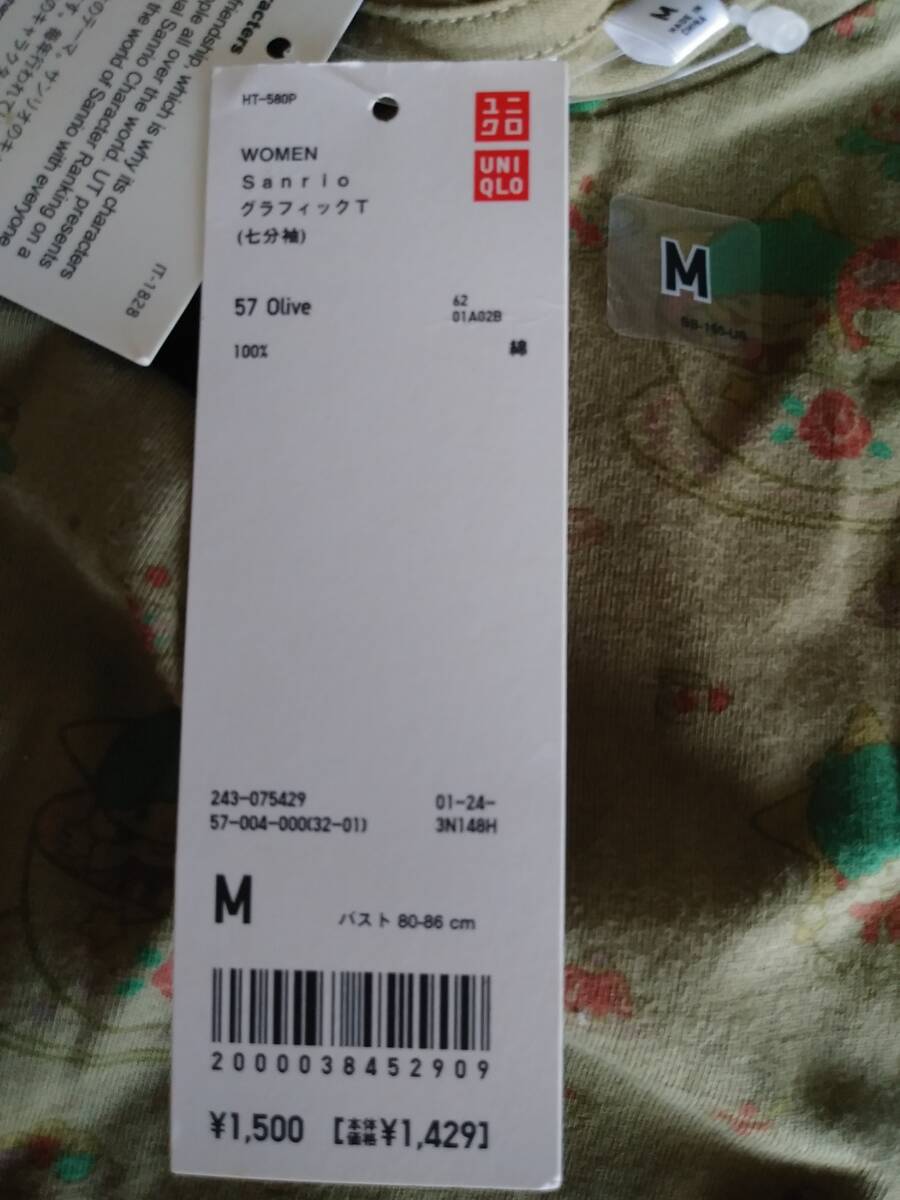 HT-580P
ユニ
クロ
UNI
QLO
WOMEN
Sanrio
グラフィックT
(七分袖)
57 Olive
62
01A02B
100%
綿
243-075429
57-004-000(32-01)
01-24-
3N148H
M
バスト 80-86 cm
2000038452909
¥1,500
[本体価格¥1,429]
M
M
aracters
friendship, which is why its characters
ple all over the world. UT presents
al Sanrio Character Ranking on a
the world of Sanrio with everyone
IT-1828